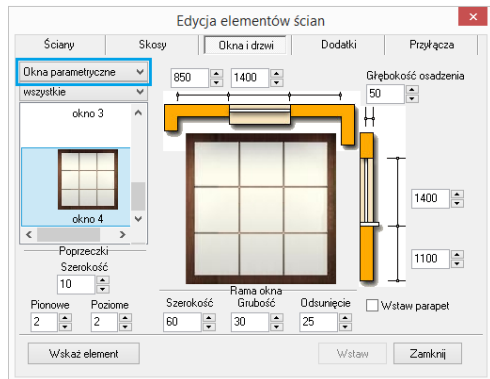 Edycja elementów ścian
Ściany Skosy Okna i drzwi Dodatki Przyłącza
Okna parametryczne
wszystkie
850 1400
Głębokość osadzenia
50
okno 3
okno 4
1400
1100
Poprzeczki
Szerokość
10
Pionowe Poziome
2 2
Rama okna
Szerokość Grubość Odsunięcie
60 30 25
Wstaw parapet
Wskaż element Wstaw Zamknij